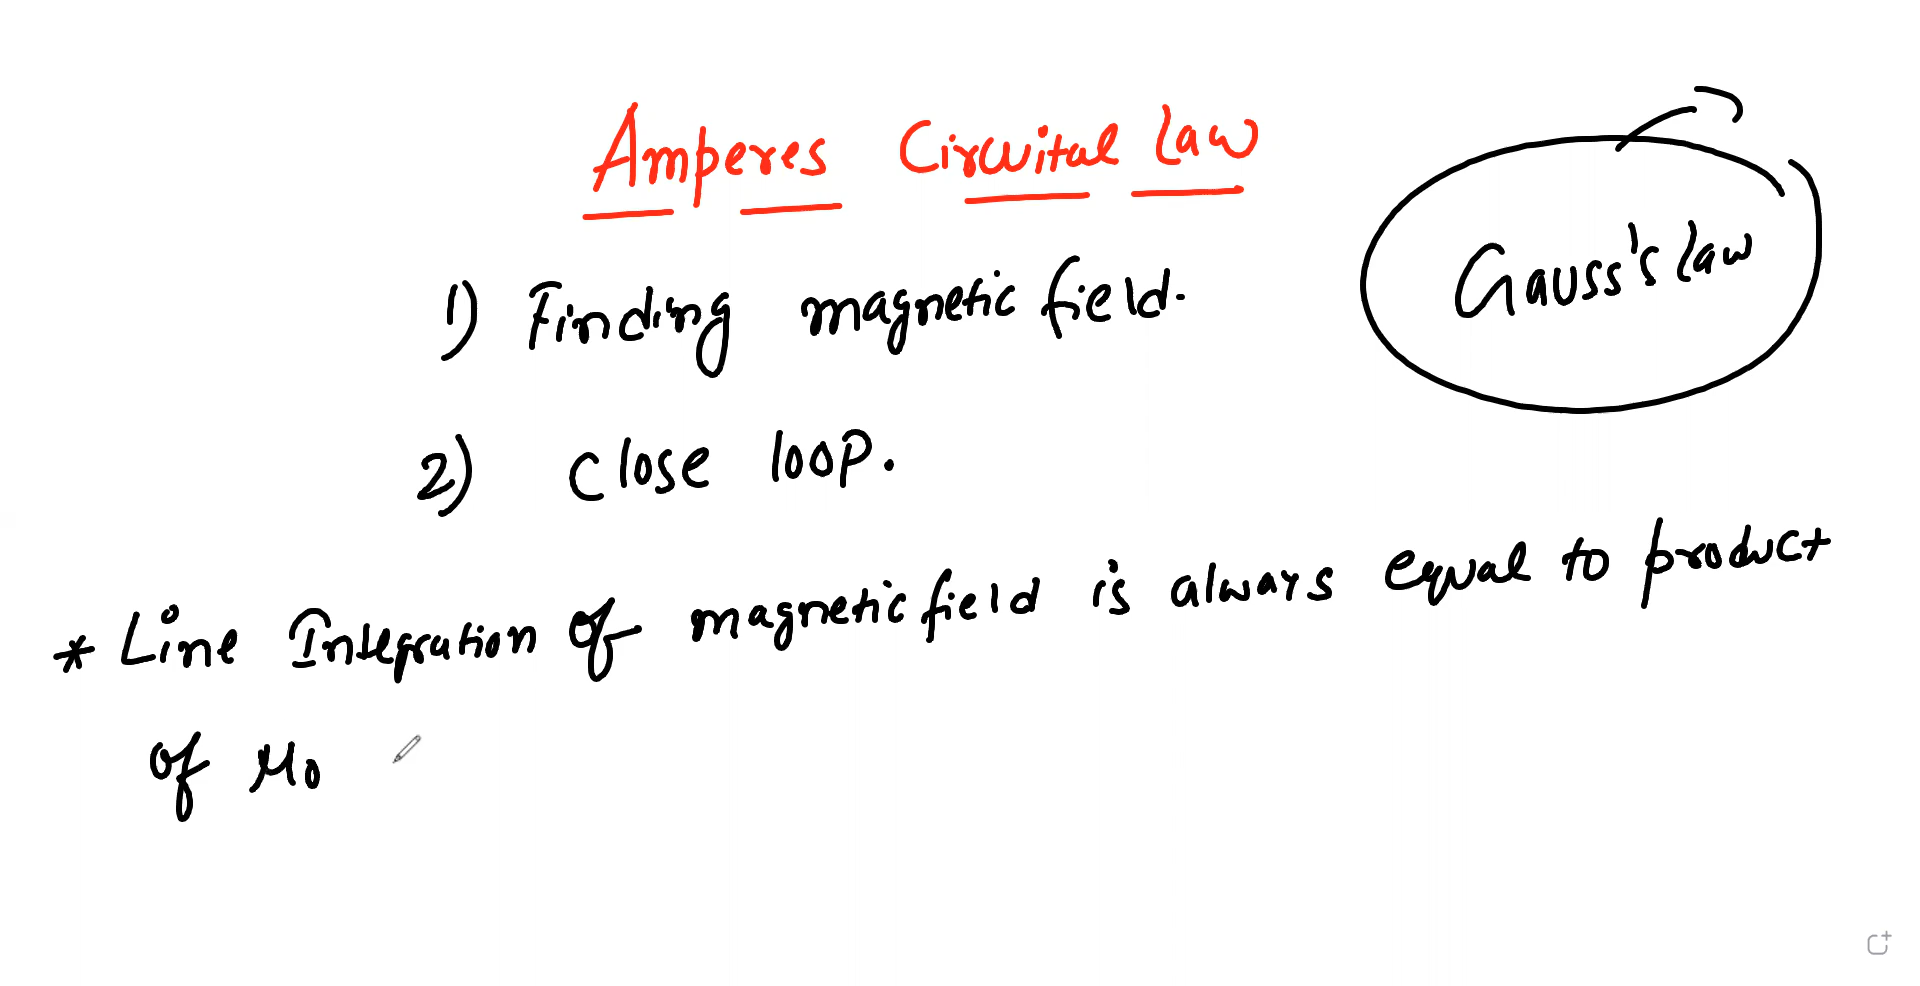 Amperes Circuital Law
Gauss's law
1) Finding magnetic field.
2) Close loop.
* Line Integration of magnetic field is always equal to product
of μ0